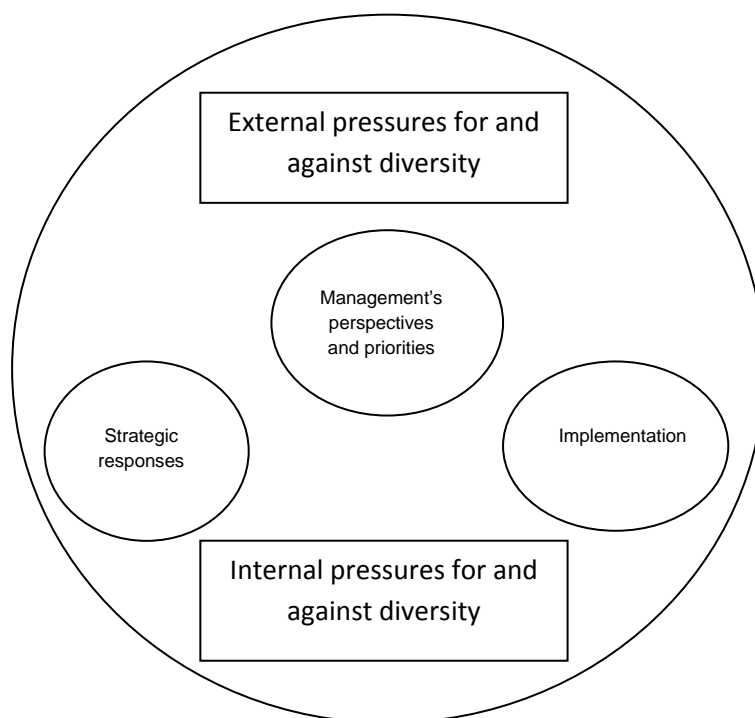 External pressures for and
against diversity
Management’s
perspectives
and priorities
Strategic
responses
Implementation
Internal pressures for and
against diversity